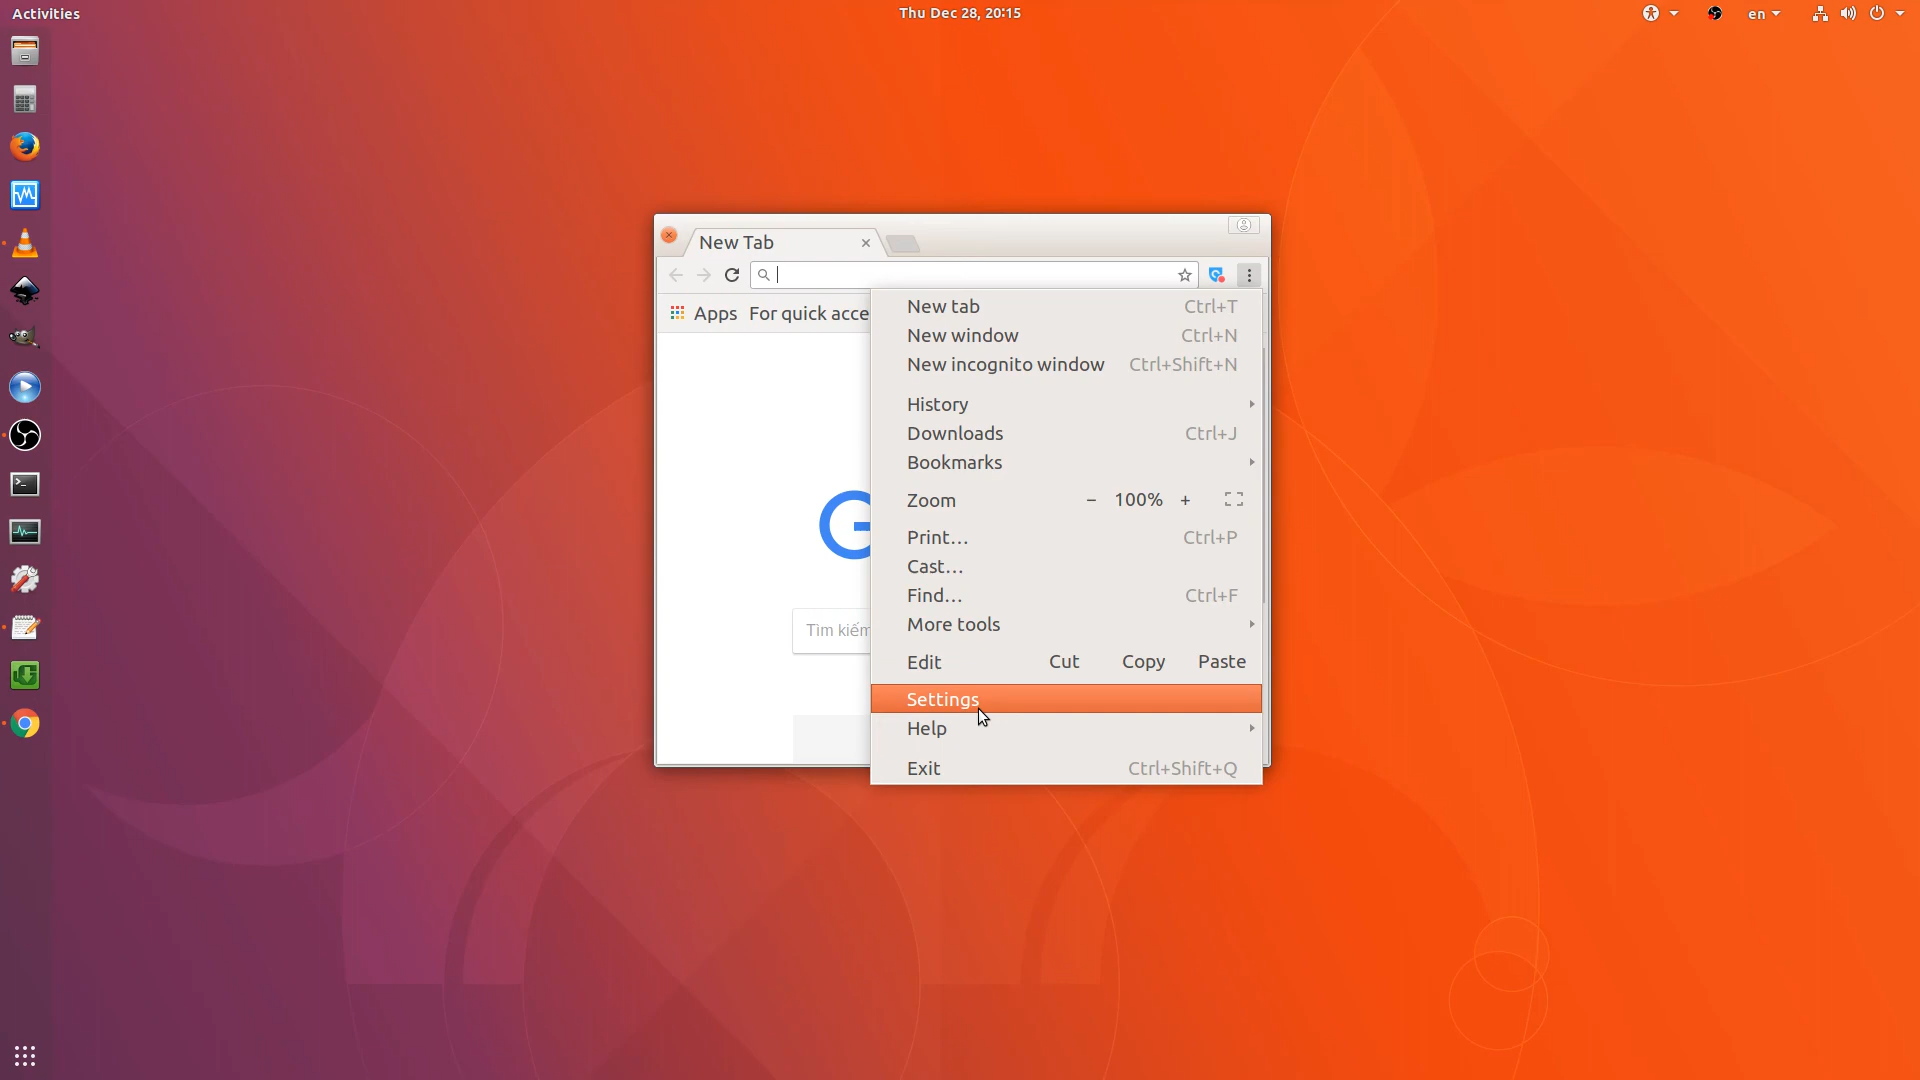 Activities
Thu Dec 28, 20:15
en
New Tab
Apps For quick acce
New tab Ctrl+T
New window Ctrl+N
New incognito window Ctrl+Shift+N
History
Downloads Ctrl+J
Bookmarks
Zoom − 100% +
Print... Ctrl+P
Cast...
Find... Ctrl+F
More tools
Edit Cut Copy Paste
Tìm kiếm
Settings
Help
Exit Ctrl+Shift+Q